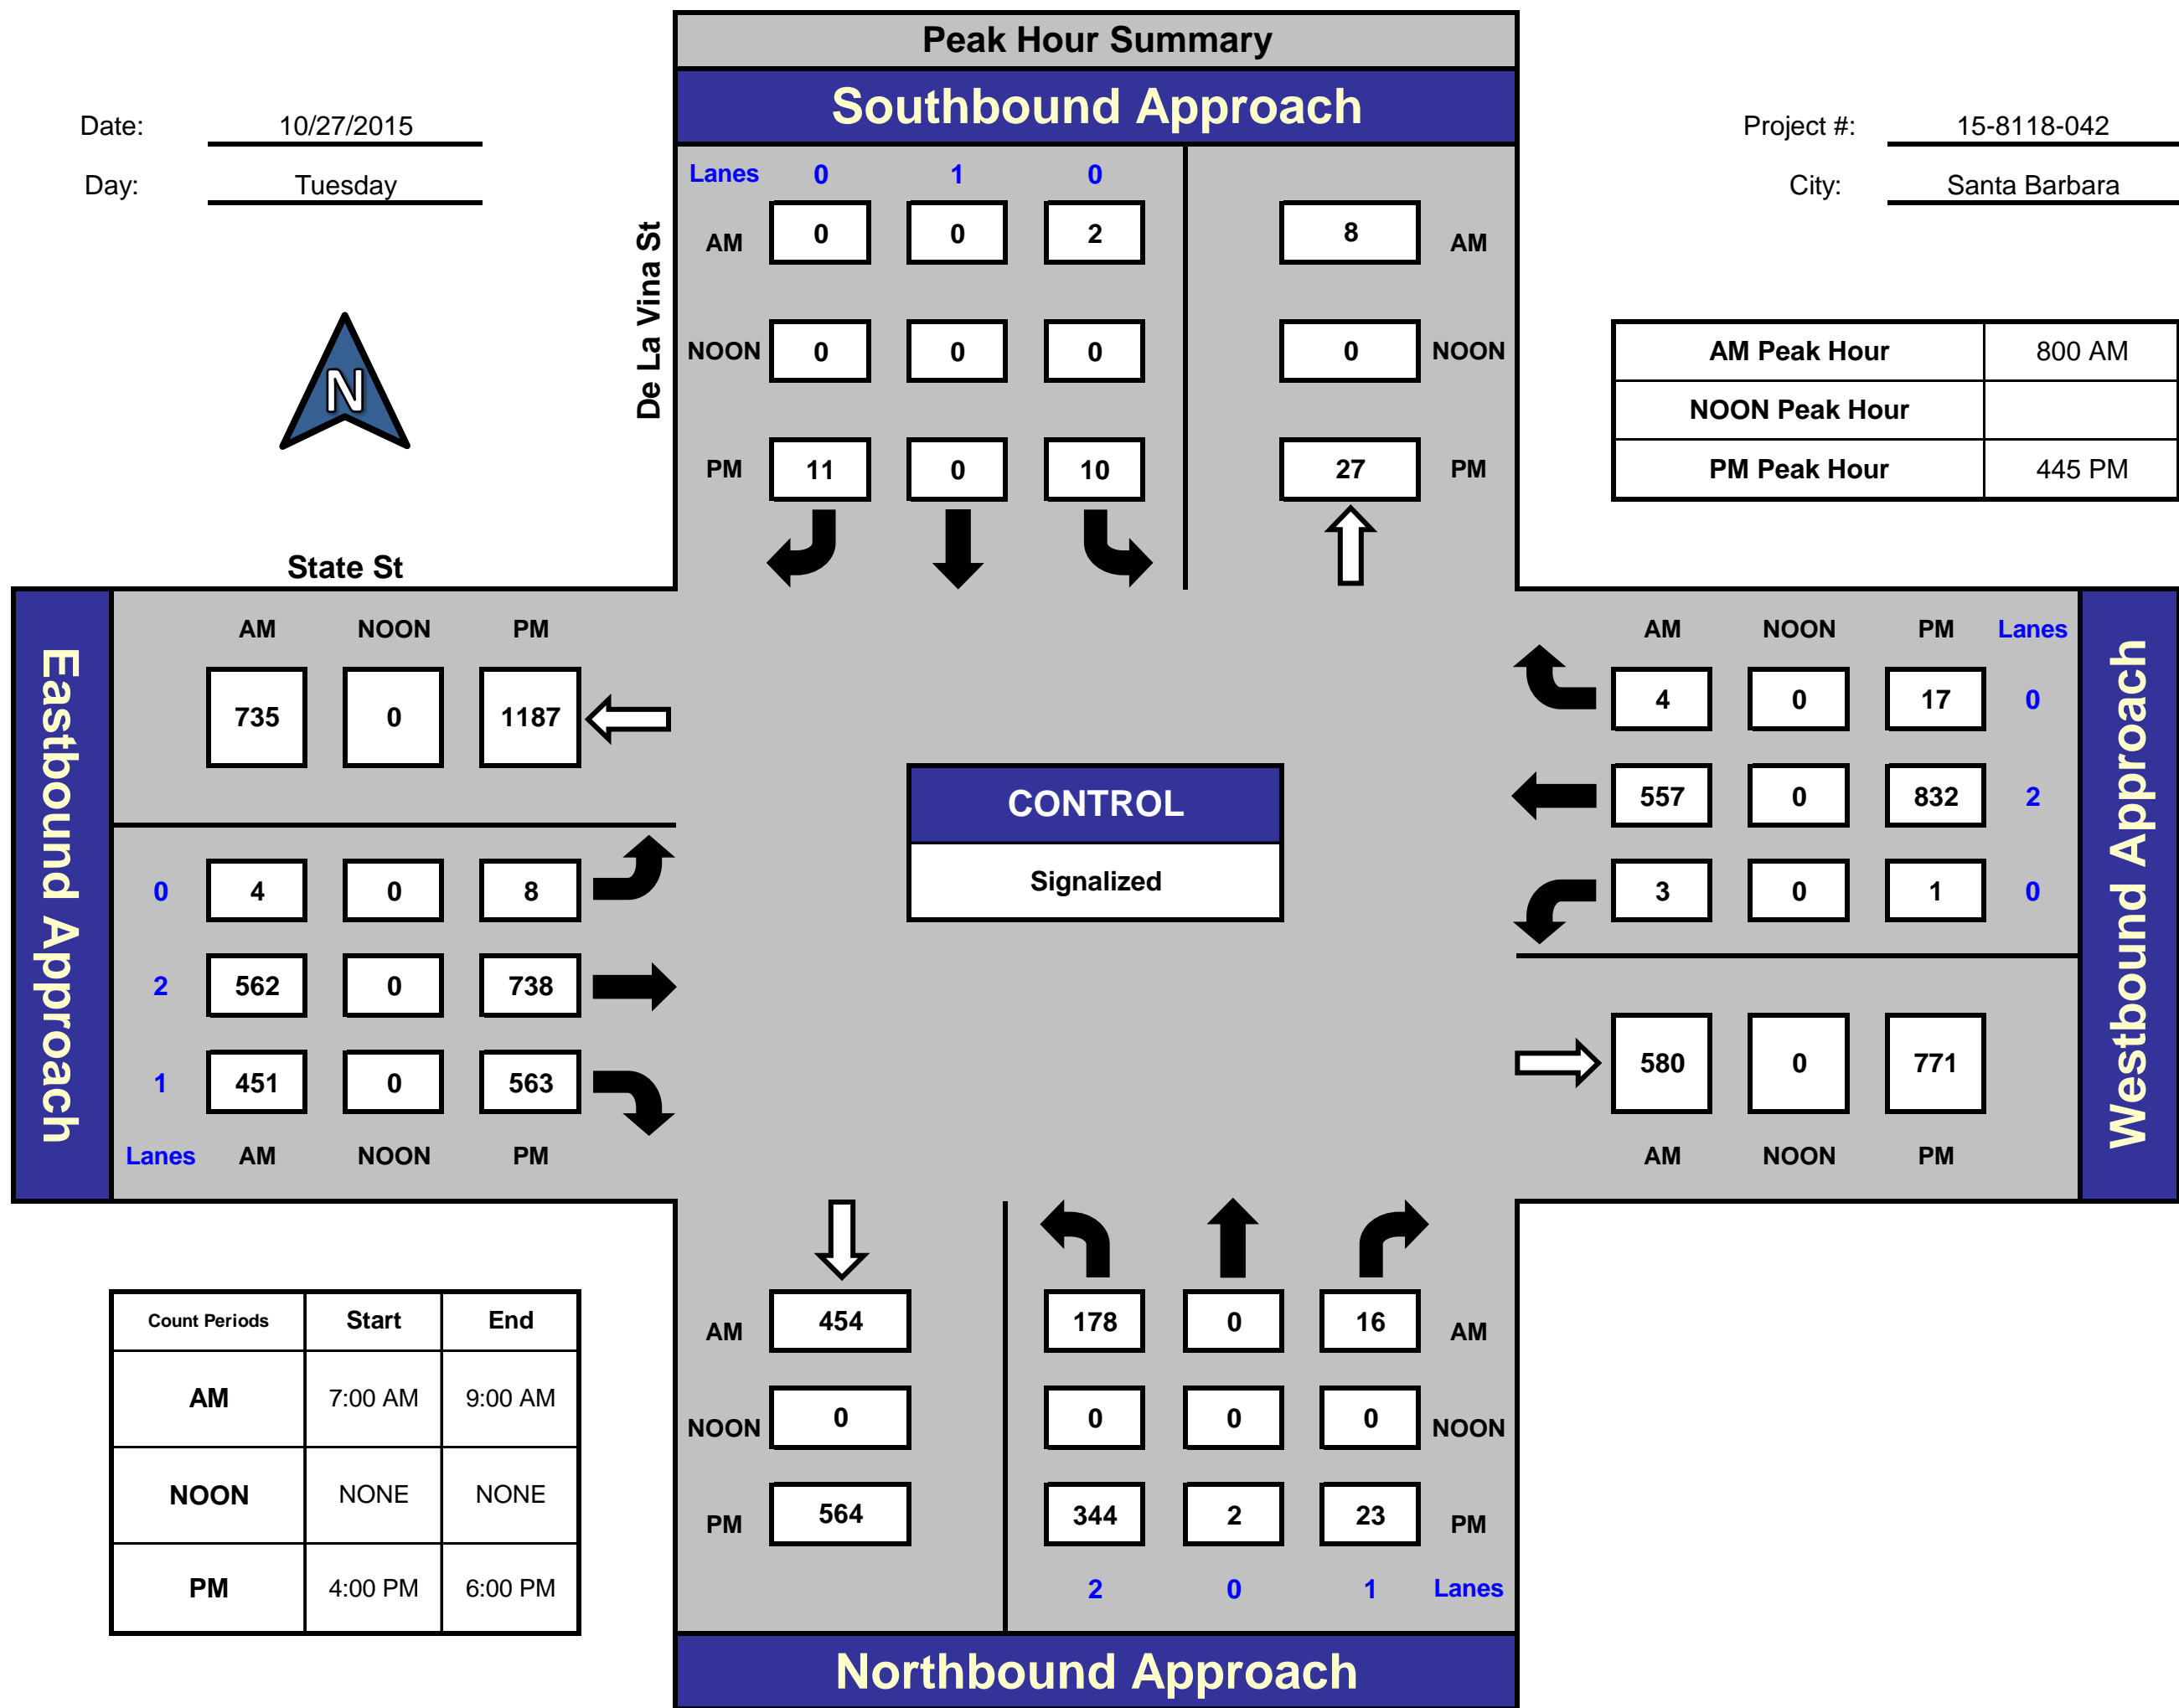 Peak Hour Summary
Southbound Approach
Date: 10/27/2015
Project #: 15-8118-042
Day: Tuesday
City: Santa Barbara
De La Vina St
Lanes 0 1 0
AM 0 0 2 8 AM
NOON 0 0 0 0 NOON
PM 11 0 10 27 PM
N
AM Peak Hour 800 AM
NOON Peak Hour
PM Peak Hour 445 PM
State St
Eastbound Approach
AM NOON PM
735 0 1187
0 4 0 8
2 562 0 738
1 451 0 563
Lanes AM NOON PM
CONTROL
Signalized
AM NOON PM Lanes
4 0 17 0
557 0 832 2
3 0 1 0
580 0 771
AM NOON PM
Westbound Approach
Count Periods Start End
AM 7:00 AM 9:00 AM
NOON NONE NONE
PM 4:00 PM 6:00 PM
AM 454 178 0 16 AM
NOON 0 0 0 0 NOON
PM 564 344 2 23 PM
2 0 1 Lanes
Northbound Approach